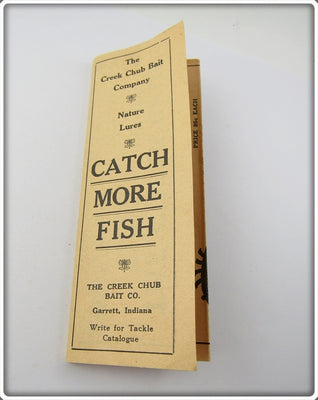 The
Creek Chub Bait
Company
Nature
Lures
CATCH
MORE
FISH
THE CREEK CHUB
BAIT CO.
Garrett, Indiana
Write for Tackle
Catalogue
PRICE 85c EACH